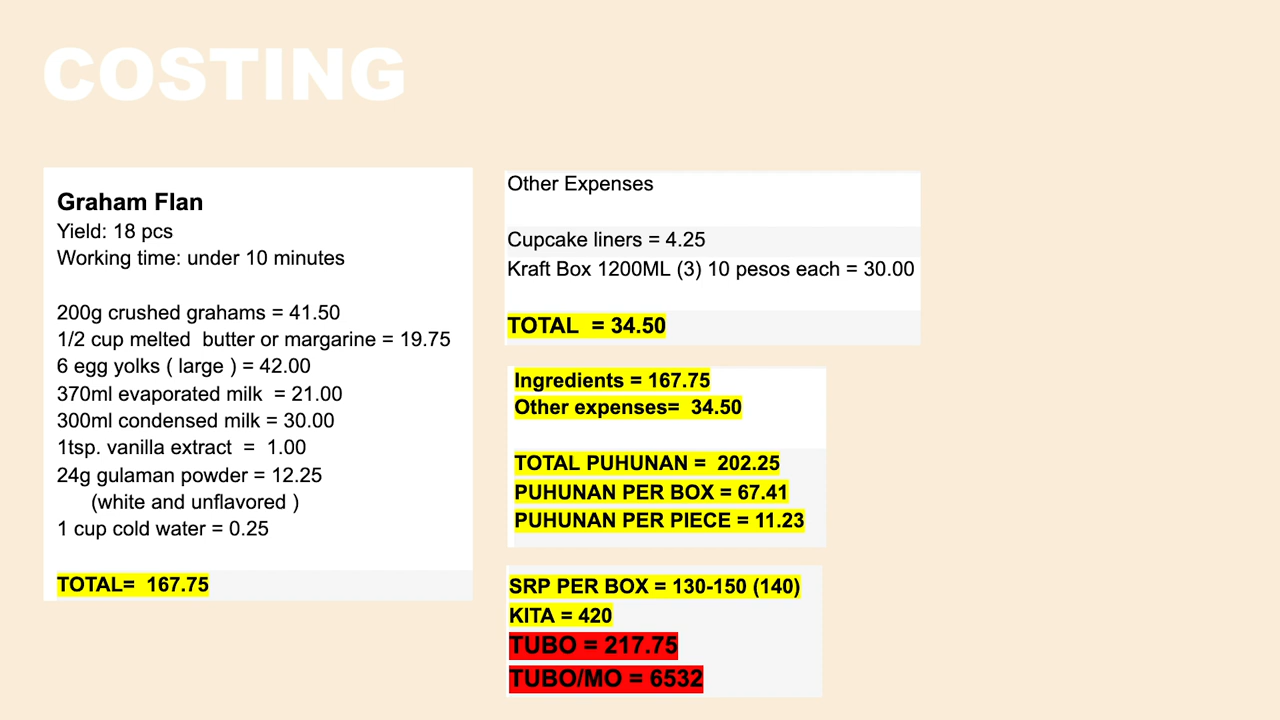 COSTING
Graham Flan
Yield: 18 pcs
Working time: under 10 minutes
200g crushed grahams = 41.50
1/2 cup melted  butter or margarine = 19.75
6 egg yolks ( large ) = 42.00
370ml evaporated milk  = 21.00
300ml condensed milk = 30.00
1tsp. vanilla extract  =  1.00
24g gulaman powder = 12.25
(white and unflavored )
1 cup cold water = 0.25
TOTAL=  167.75
Other Expenses
Cupcake liners = 4.25
Kraft Box 1200ML (3) 10 pesos each = 30.00
TOTAL  = 34.50
Ingredients = 167.75
Other expenses=  34.50
TOTAL PUHUNAN =  202.25
PUHUNAN PER BOX = 67.41
PUHUNAN PER PIECE = 11.23
SRP PER BOX = 130-150 (140)
KITA = 420
TUBO = 217.75
TUBO/MO = 6532